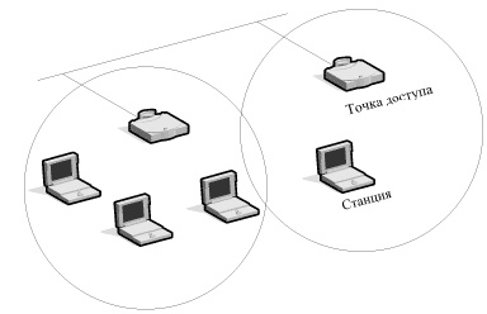 Точка доступа
Станция